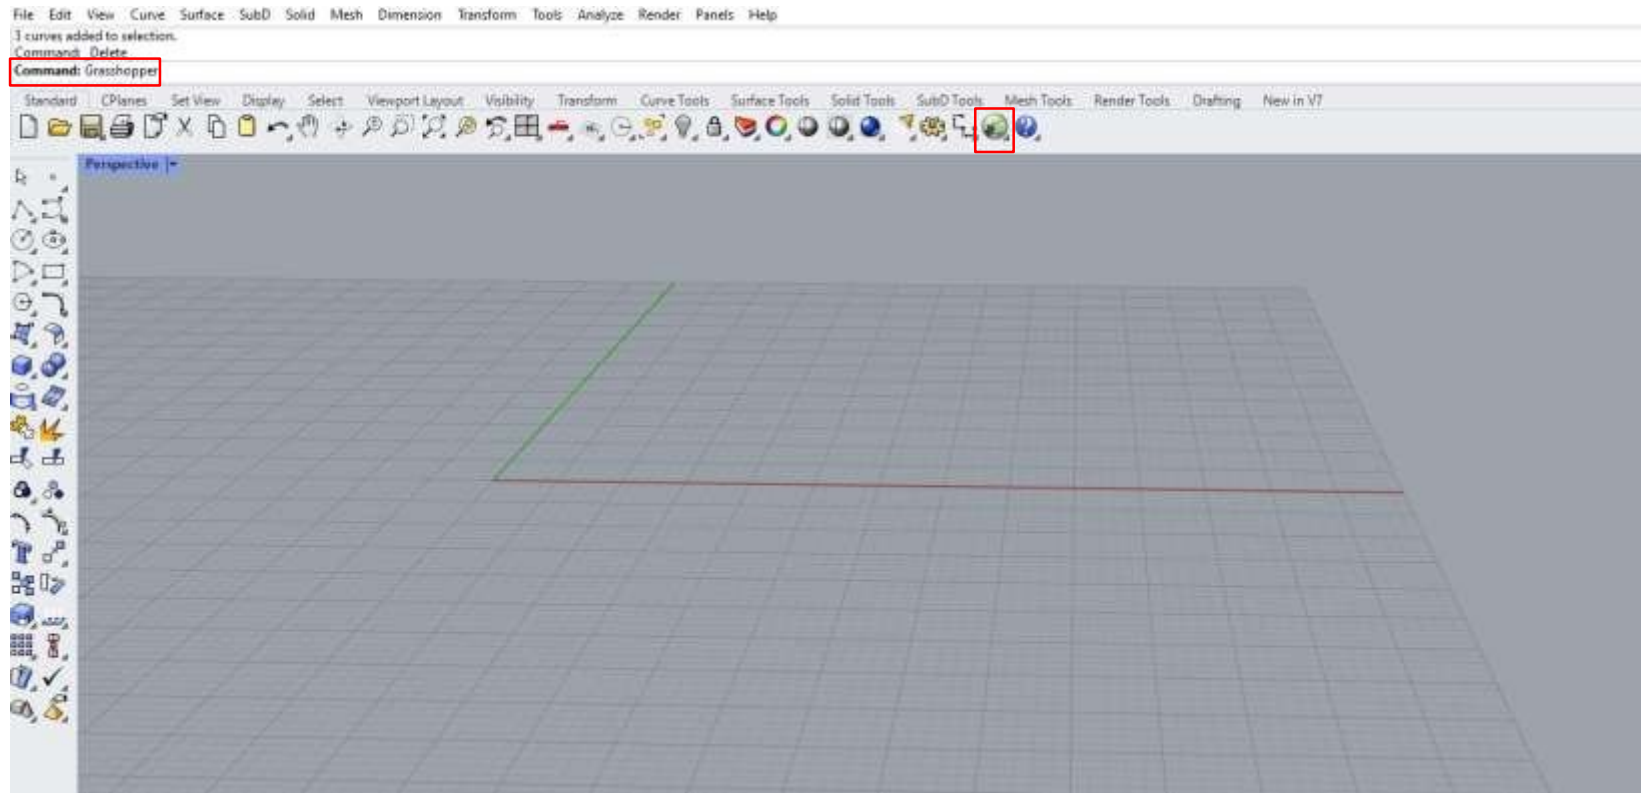 File Edit View Curve Surface SubD Solid Mesh Dimension Transform Tools Analyze Render Panels Help
3 curves added to selection.
Command: _Delete
Command: Grasshopper
Standard CPlanes Set View Display Select Viewport Layout Visibility Transform Curve Tools Surface Tools Solid Tools SubD Tools Mesh Tools Render Tools Drafting New in V7
Perspective